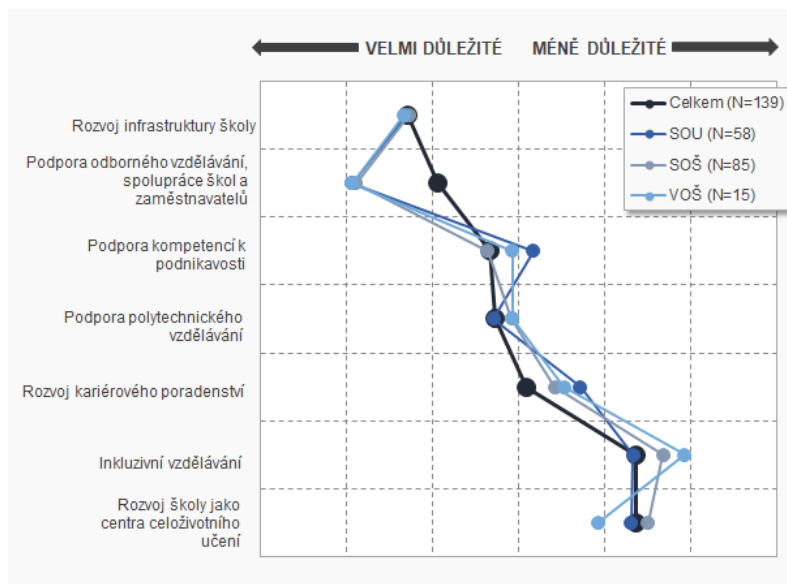 VELMI DŮLEŽITÉ MÉNĚ DŮLEŽITÉ
Celkem (N=139)
SOU (N=58)
SOŠ (N=85)
VOŠ (N=15)
Rozvoj infrastruktury školy
Podpora odborného vzdělávání,
spolupráce škol a
zaměstnavatelů
Podpora kompetencí k
podnikavosti
Podpora polytechnického
vzdělávání
Rozvoj kariérového poradenství
Inkluzivní vzdělávání
Rozvoj školy jako
centra celoživotního
učení